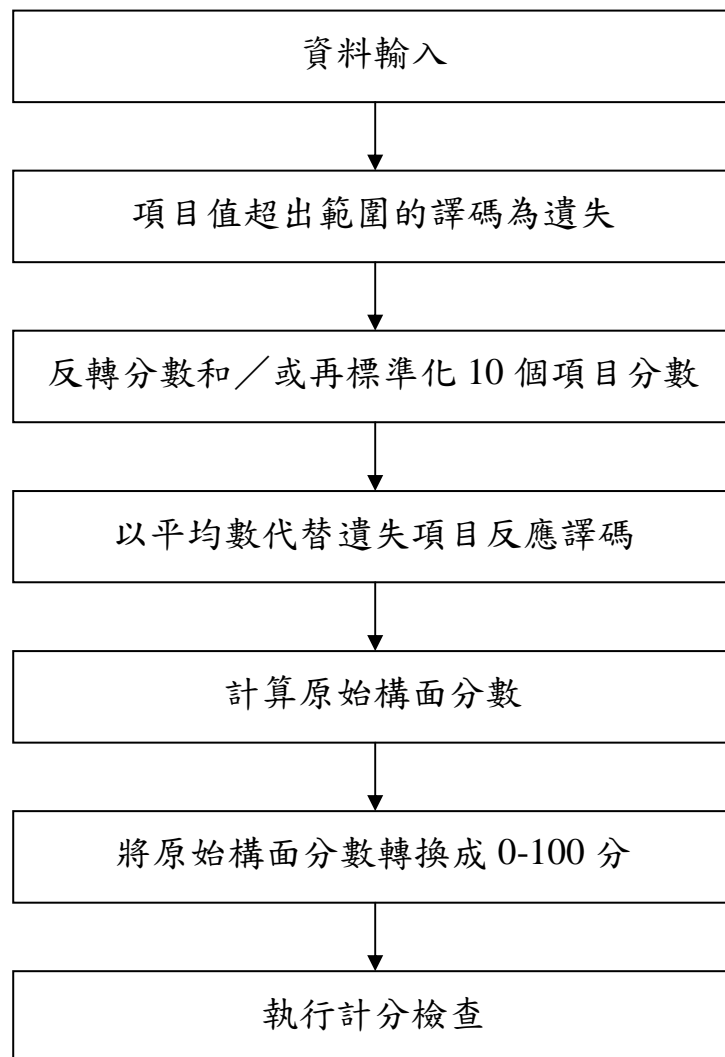 資料輸入
項目值超出範圍的譯碼為遺失
反轉分數和／或再標準化 10 個項目分數
以平均數代替遺失項目反應譯碼
計算原始構面分數
將原始構面分數轉換成 0-100 分
執行計分檢查